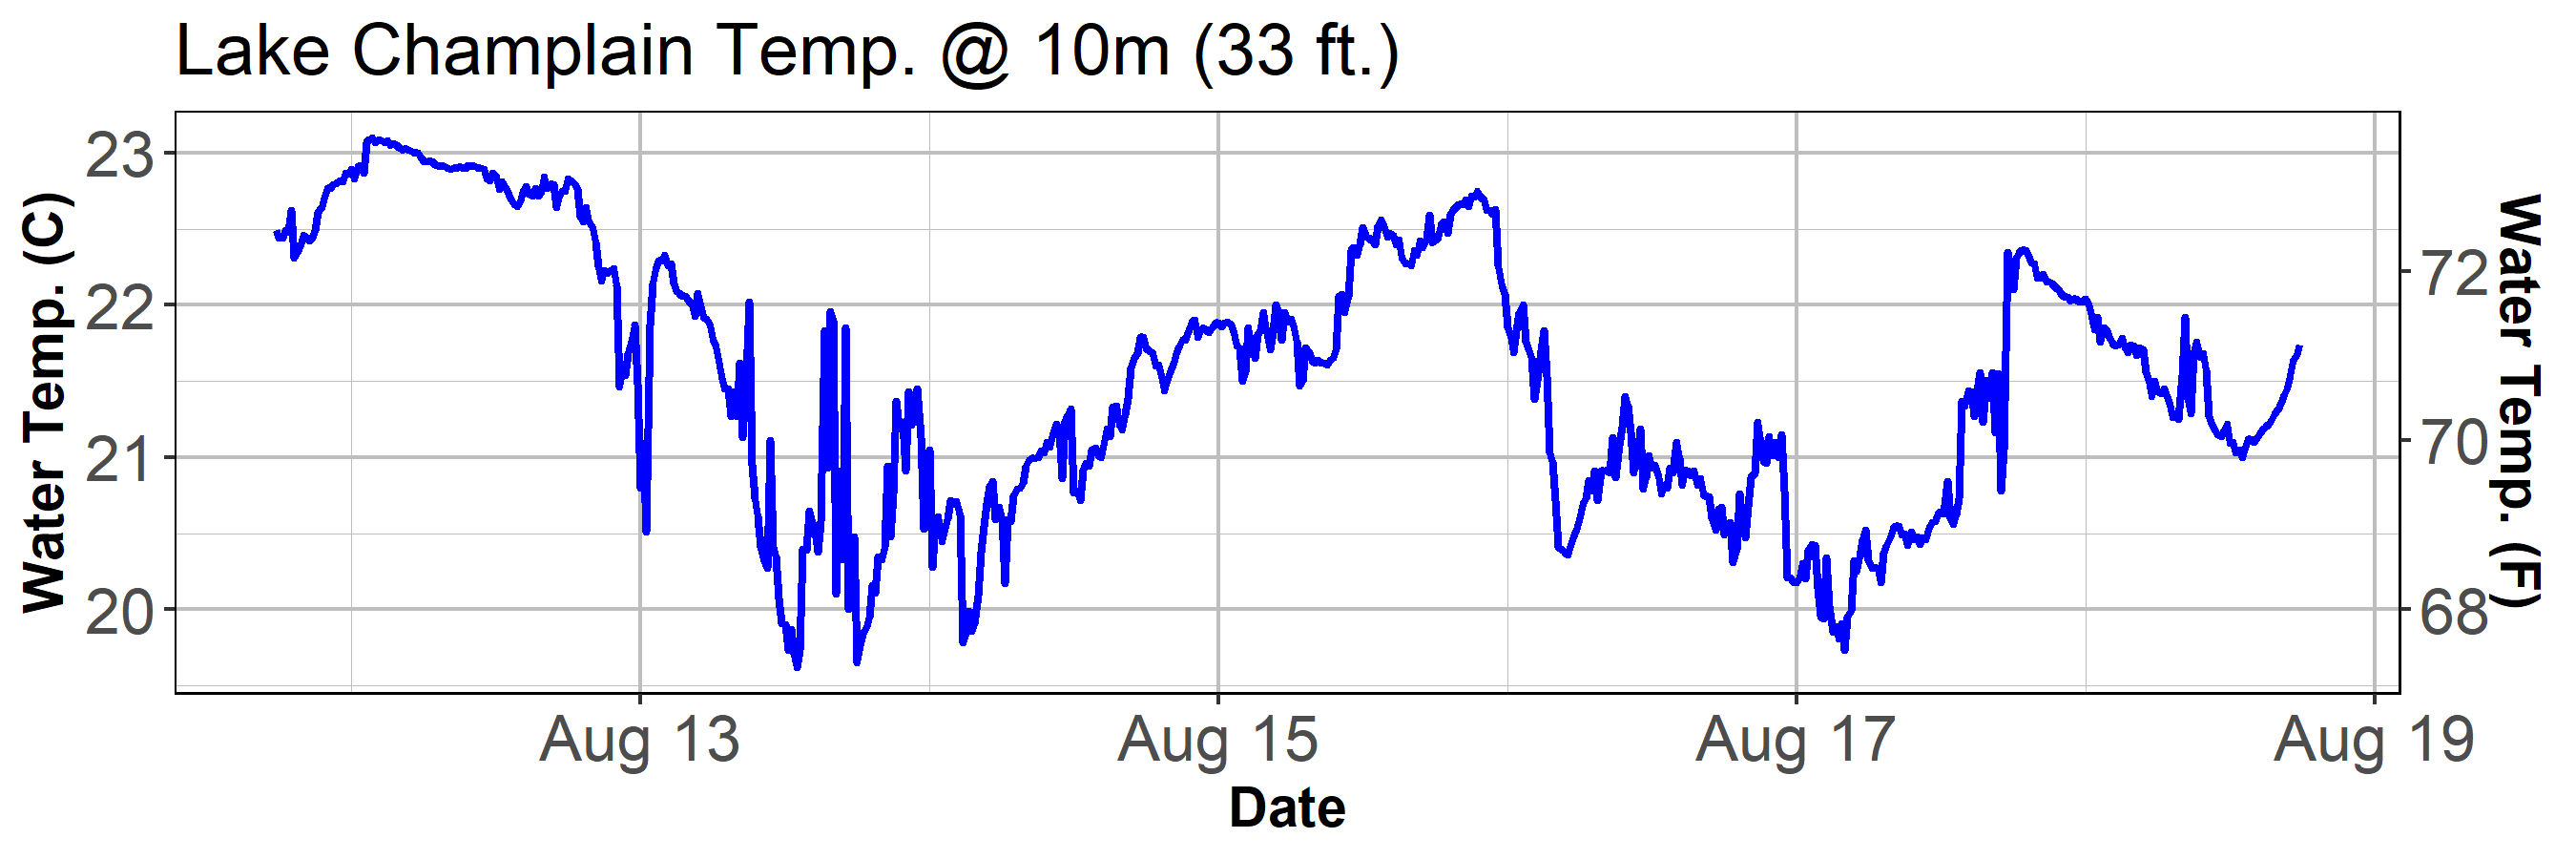 Lake Champlain Temp. @ 10m (33 ft.)
Water Temp. (C)
23
22
21
20
72
70
68
Water Temp. (F)
Aug 13
Aug 15
Aug 17
Aug 19
Date